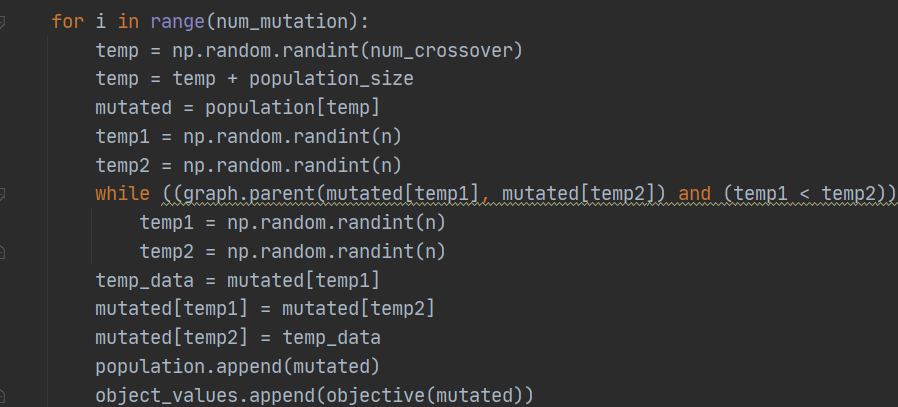 for i in range(num_mutation):
temp = np.random.randint(num_crossover)
temp = temp + population_size
mutated = population[temp]
temp1 = np.random.randint(n)
temp2 = np.random.randint(n)
while ((graph.parent(mutated[temp1], mutated[temp2]) and (temp1 < temp2))
temp1 = np.random.randint(n)
temp2 = np.random.randint(n)
temp_data = mutated[temp1]
mutated[temp1] = mutated[temp2]
mutated[temp2] = temp_data
population.append(mutated)
object_values.append(objective(mutated))